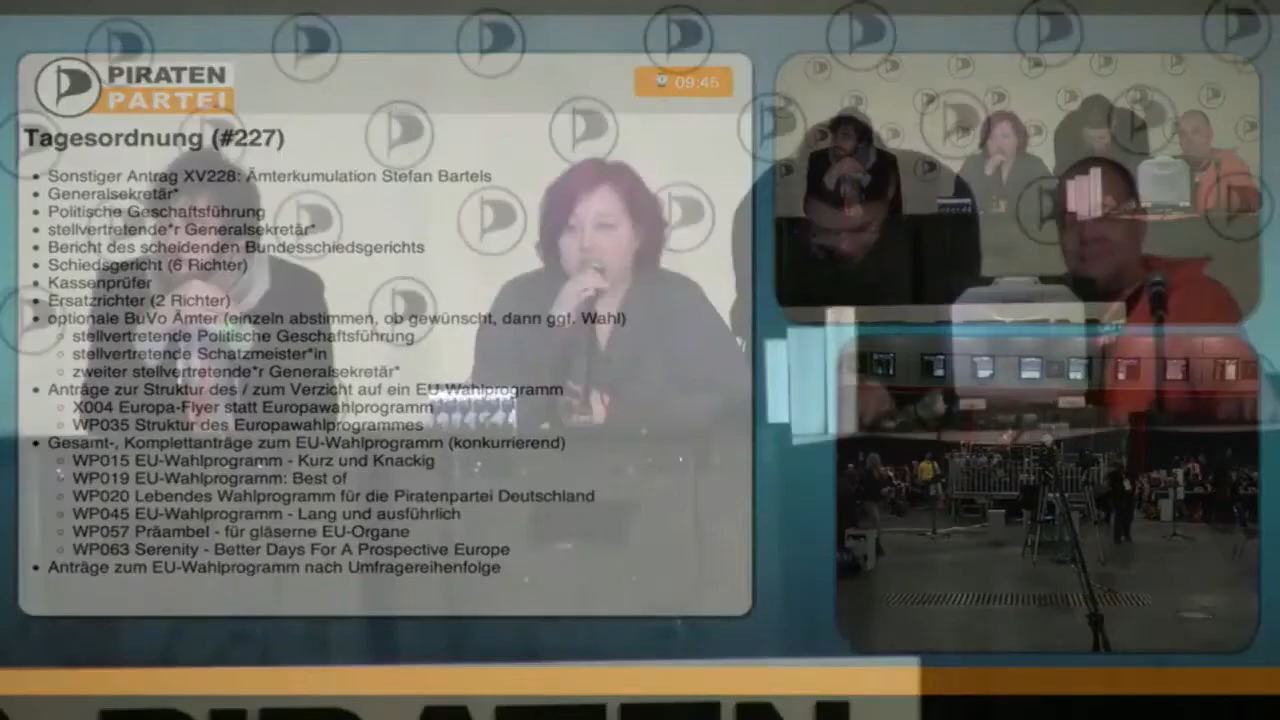 PIRATEN
PARTEI
09:45
Tagesordnung (#227)
Sonstiger Antrag XV228: Ämterkumulation Stefan Bartels
Generalsekretär*
Politische Geschäftsführung
stellvertretende*r Generalsekretär*
Bericht des scheidenden Bundesschiedsgerichts
Schiedsgericht (6 Richter)
Kassenprüfer
Ersatzrichter (2 Richter)
optionale BuVo Ämter (einzeln abstimmen, ob gewünscht, dann ggf. Wahl)
stellvertretende Politische Geschäftsführung
stellvertretende Schatzmeister*in
zweiter stellvertretende*r Generalsekretär*
Anträge zur Struktur des / zum Verzicht auf ein EU-Wahlprogramm
X004 Europa-Flyer statt Europawahlprogramm
WP035 Struktur des Europawahlprogrammes
Gesamt-, Komplettanträge zum EU-Wahlprogramm (konkurrierend)
WP015 EU-Wahlprogramm - Kurz und Knackig
WP019 EU-Wahlprogramm: Best of
WP020 Lebendes Wahlprogramm für die Piratenpartei Deutschland
WP045 EU-Wahlprogramm - Lang und ausführlich
WP057 Präambel - für gläserne EU-Organe
WP063 Serenity - Better Days For A Prospective Europe
Anträge zum EU-Wahlprogramm nach Umfragereihenfolge
PIRATEN